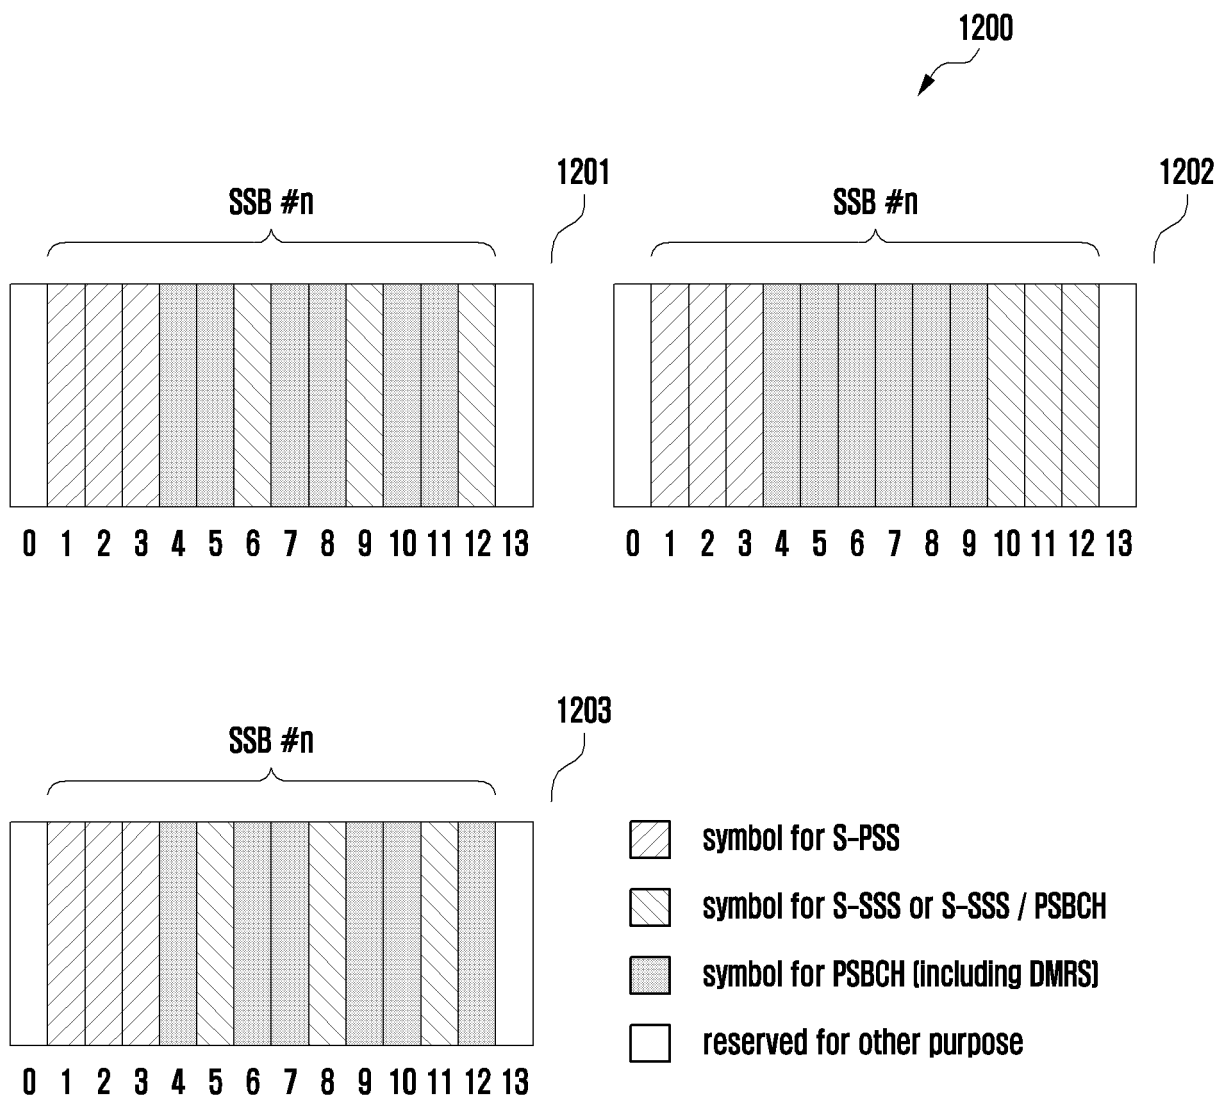 1200
1201
SSB #n
1202
SSB #n
0 1 2 3 4 5 6 7 8 9 10 11 12 13
0 1 2 3 4 5 6 7 8 9 10 11 12 13
1203
SSB #n
0 1 2 3 4 5 6 7 8 9 10 11 12 13
symbol for S-PSS
symbol for S-SSS or S-SSS / PSBCH
symbol for PSBCH (including DMRS)
reserved for other purpose